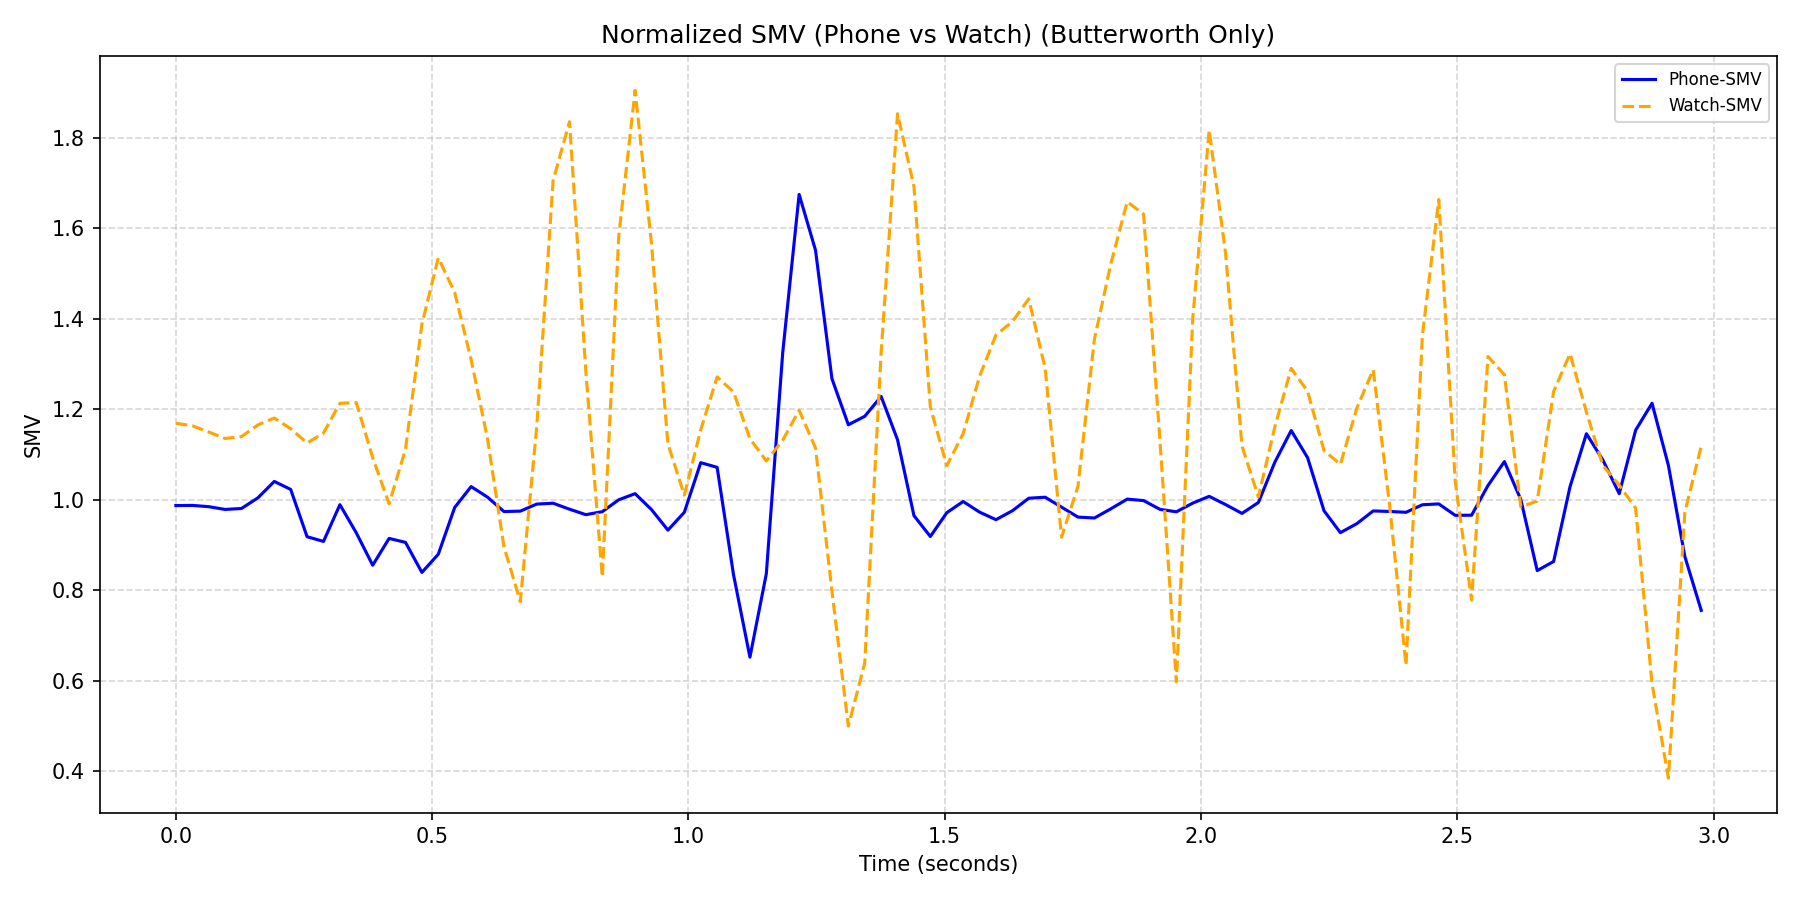 Normalized SMV (Phone vs Watch) (Butterworth Only)
Phone-SMV
Watch-SMV
SMV
1.8
1.6
1.4
1.2
1.0
0.8
0.6
0.4
0.0 0.5 1.0 1.5 2.0 2.5 3.0
Time (seconds)